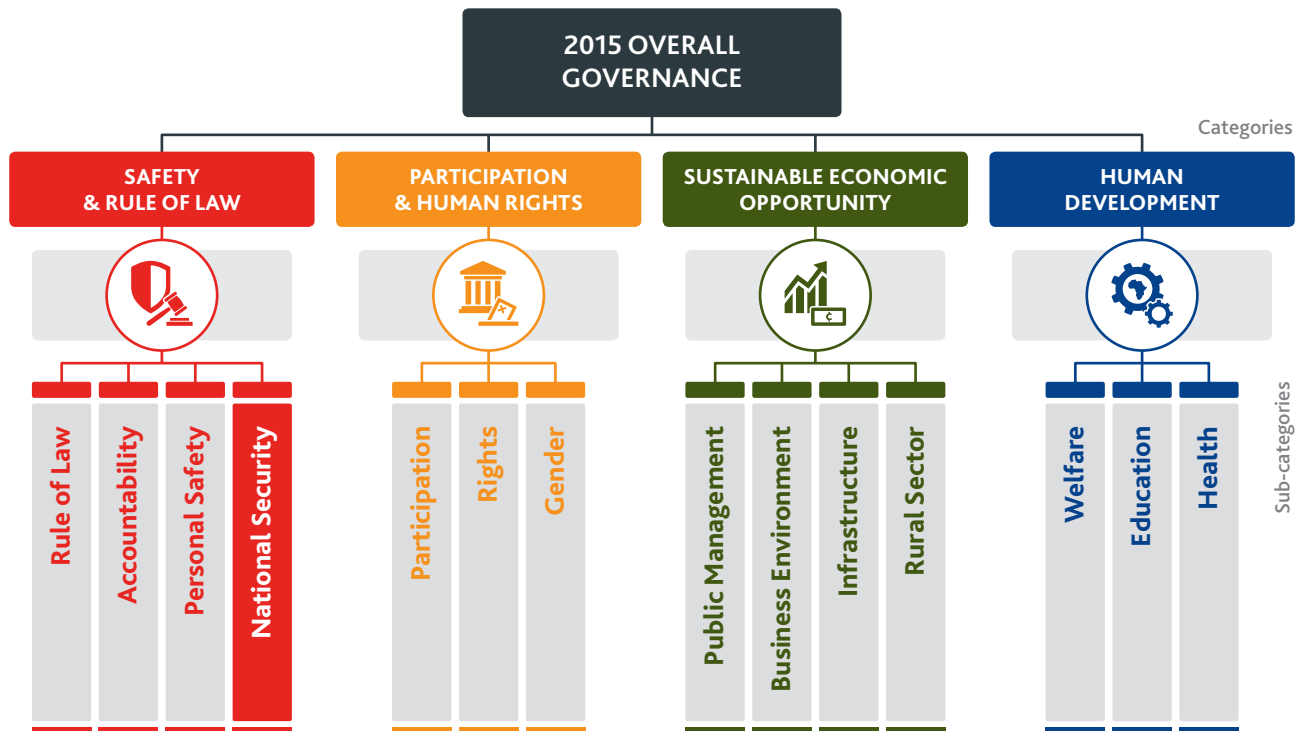 2015 OVERALL
GOVERNANCE
Categories
SAFETY
& RULE OF LAW
PARTICIPATION
& HUMAN RIGHTS
SUSTAINABLE ECONOMIC
OPPORTUNITY
HUMAN
DEVELOPMENT
¢
Rule of Law
Accountability
Personal Safety
National Security
Participation
Rights
Gender
Public Management
Business Environment
Infrastructure
Rural Sector
Welfare
Education
Health
Sub-categories